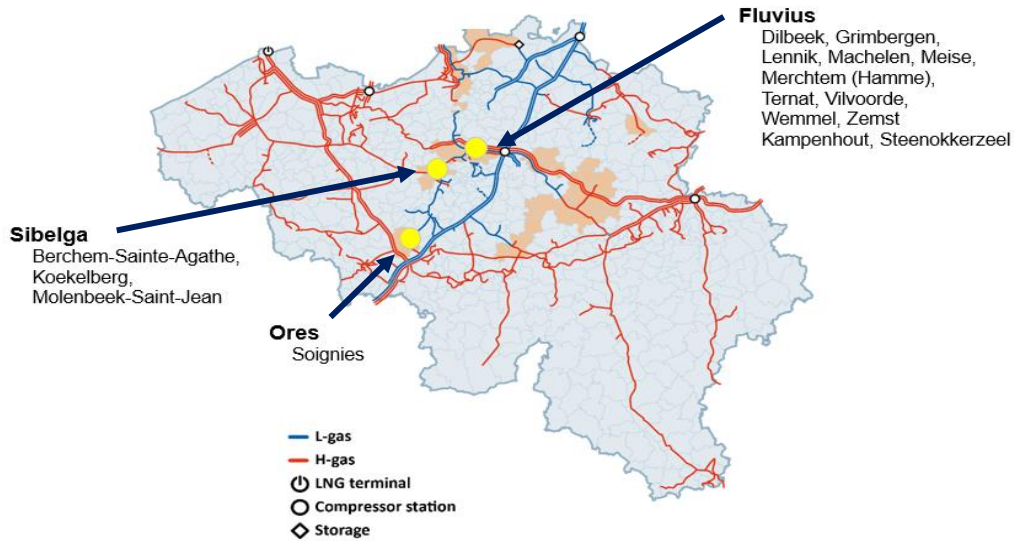 Fluvius
Dilbeek, Grimbergen,
Lennik, Machelen, Meise,
Merchtem (Hamme),
Ternat, Vilvoorde,
Wemmel, Zemst
Kampenhout, Steenokkerzeel
Sibelga
Berchem-Sainte-Agathe,
Koekelberg,
Molenbeek-Saint-Jean
Ores
Soignies
L-gas
H-gas
LNG terminal
Compressor station
Storage